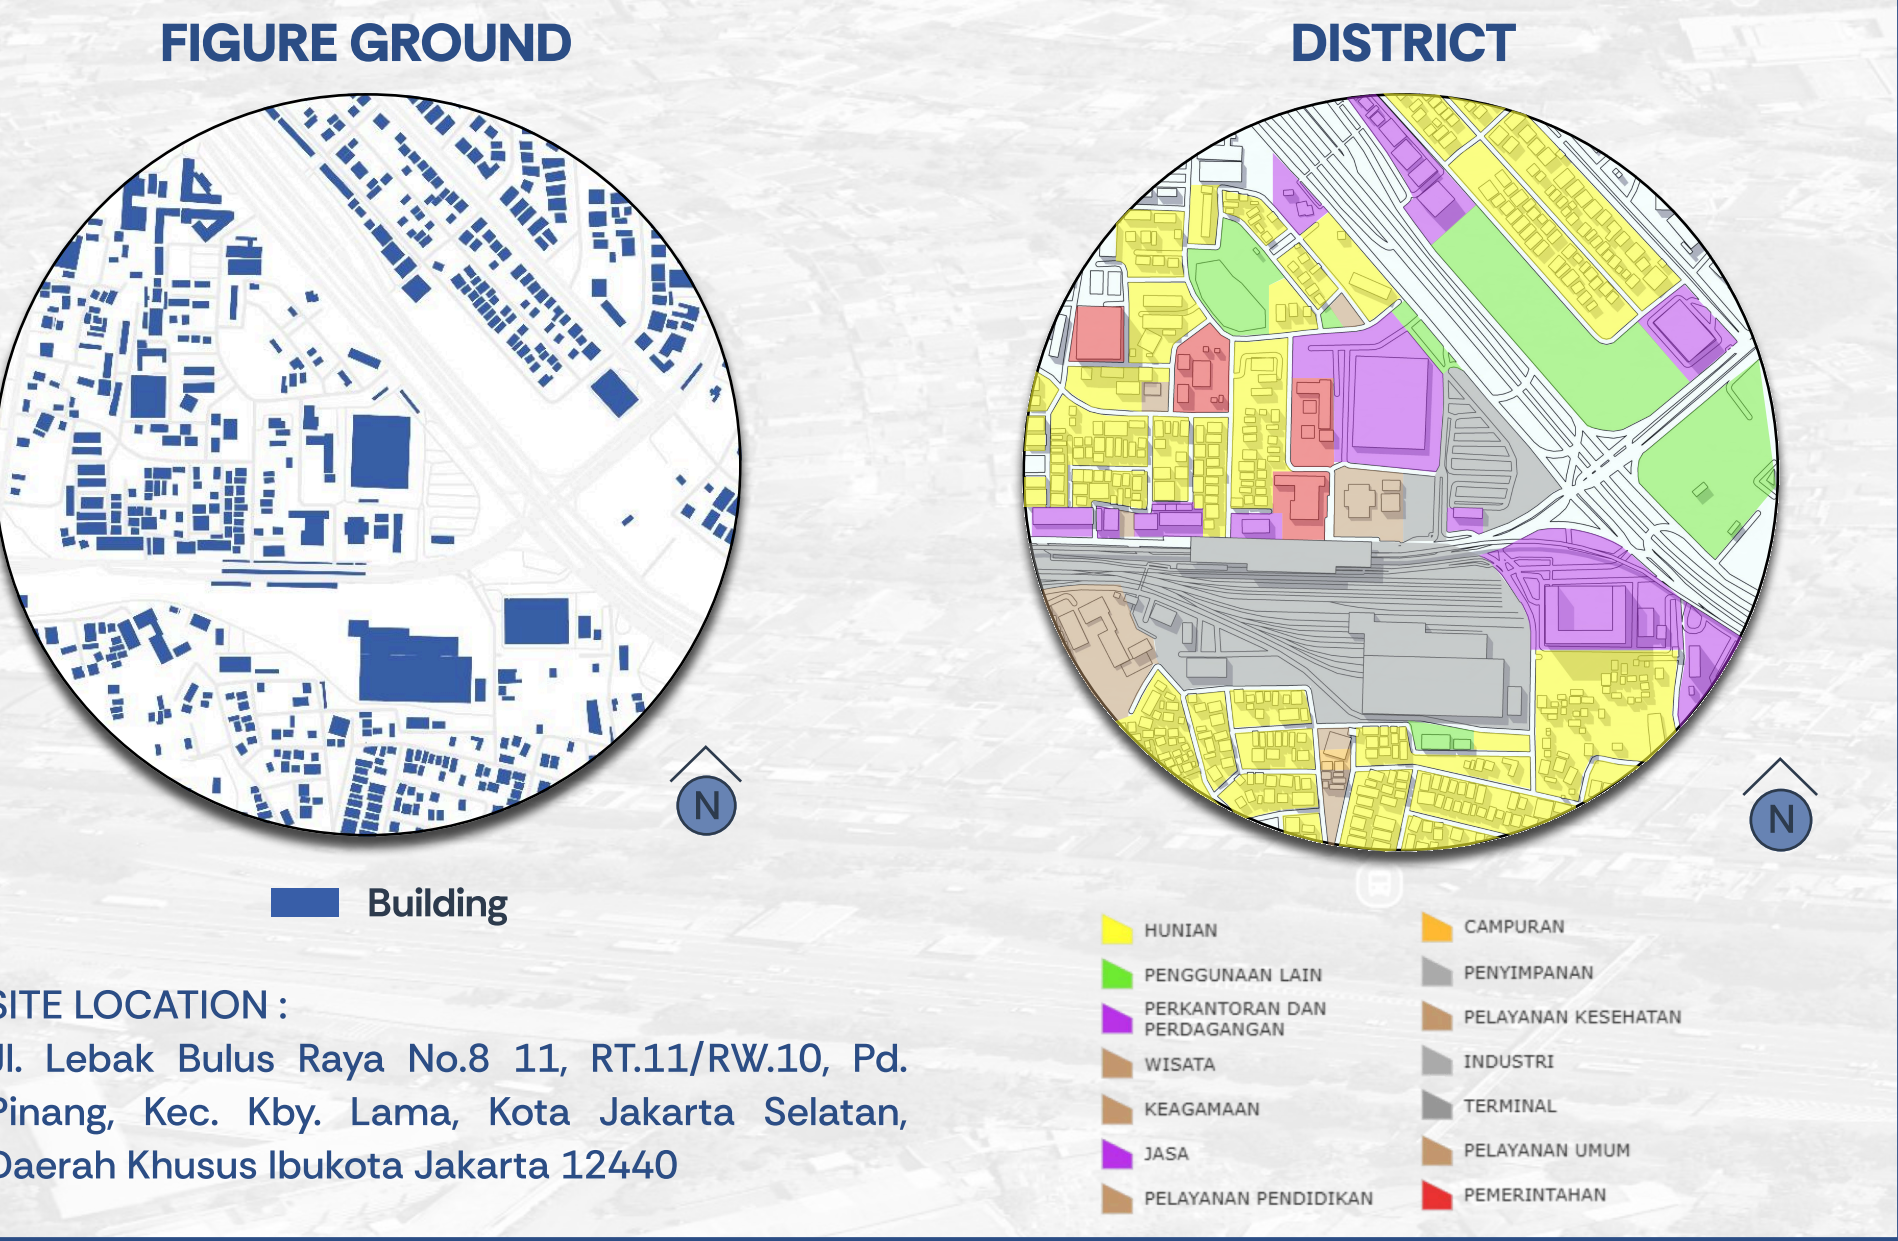 FIGURE GROUND
N
Building
SITE LOCATION :
Jl. Lebak Bulus Raya No.8 11, RT.11/RW.10, Pd.
Pinang, Kec. Kby. Lama, Kota Jakarta Selatan,
Daerah Khusus Ibukota Jakarta 12440
DISTRICT
N
HUNIAN
PENGGUNAAN LAIN
PERKANTORAN DAN
PERDAGANGAN
WISATA
KEAGAMAAN
JASA
PELAYANAN PENDIDIKAN
CAMPURAN
PENYIMPANAN
PELAYANAN KESEHATAN
INDUSTRI
TERMINAL
PELAYANAN UMUM
PEMERINTAHAN